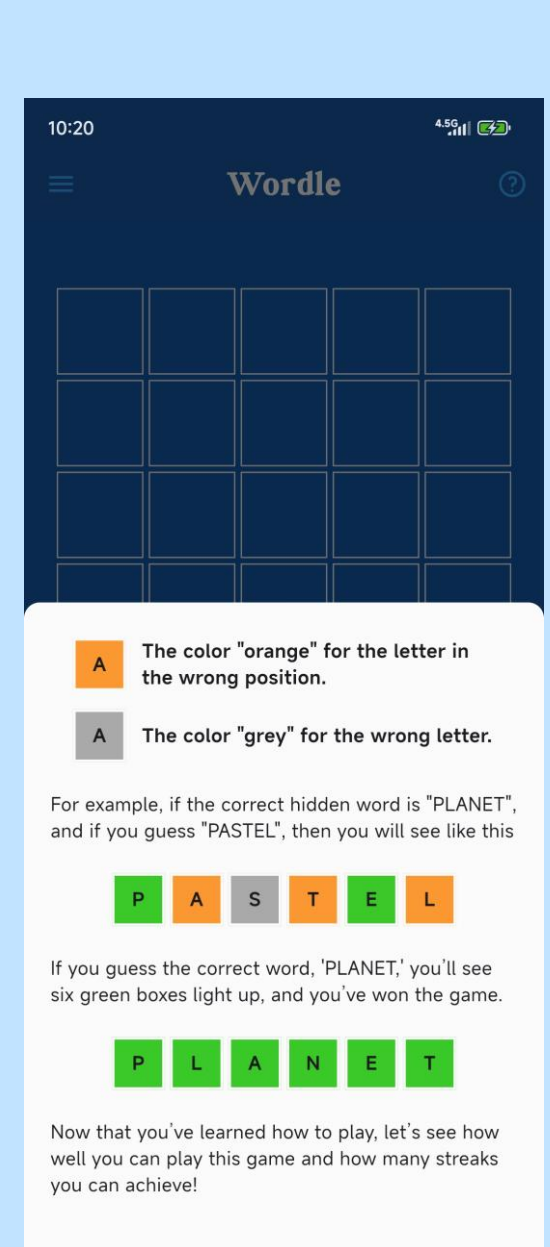 10:20
4.5G
Wordle
A
The color "orange" for the letter in
the wrong position.
A
The color "grey" for the wrong letter.
For example, if the correct hidden word is "PLANET",
and if you guess "PASTEL", then you will see like this
P A S T E L
If you guess the correct word, 'PLANET,' you'll see
six green boxes light up, and you've won the game.
P L A N E T
Now that you've learned how to play, let's see how
well you can play this game and how many streaks
you can achieve!